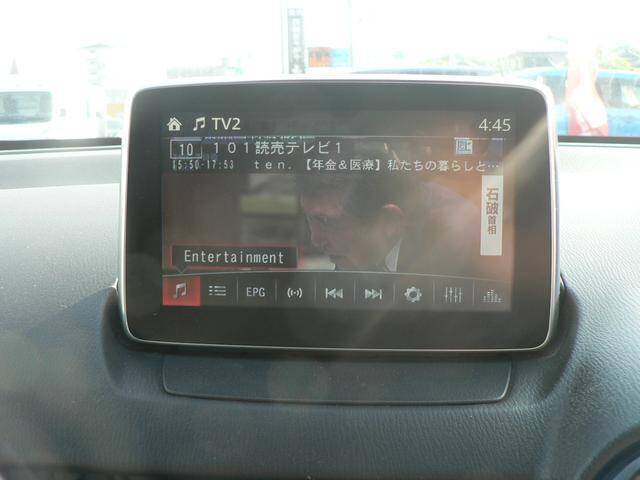 TV2 4:45
10 101読売テレビ1
15:50-17:53 ten.【年金＆医療】私たちの暮らしと…
石破首相
Entertainment
EPG